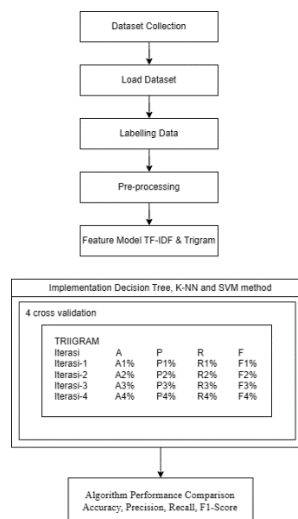 Dataset Collection
Load Dataset
Labelling Data
Pre-processing
Feature Model TF-IDF & Trigram
Implementation Decision Tree, K-NN and SVM method
4 cross validation
TRIIGRAM
Iterasi A P R F
Iterasi-1 A1% P1% R1% F1%
Iterasi-2 A2% P2% R2% F2%
Iterasi-3 A3% P3% R3% F3%
Iterasi-4 A4% P4% R4% F4%
Algorithm Performance Comparison
Accuracy, Precision, Recall, F1-Score